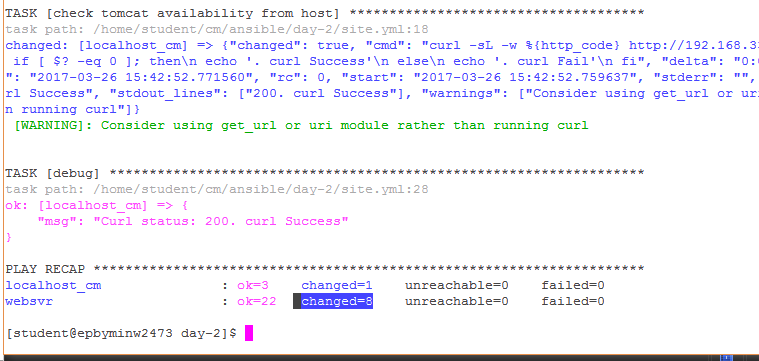 TASK [check tomcat availability from host] *************************************
task path: /home/student/cm/ansible/day-2/site.yml:18
changed: [localhost_cm] => {"changed": true, "cmd": "curl -sL -w %{http_code} http://192.168.33
 if [ $? -eq 0 ]; then\n echo '. curl Success'\n else\n echo '. curl Fail'\n fi", "delta": "0:0
": "2017-03-26 15:42:52.771560", "rc": 0, "start": "2017-03-26 15:42:52.759637", "stderr": "",
rl Success", "stdout_lines": ["200. curl Success"], "warnings": ["Consider using get_url or uri
n running curl"]}
 [WARNING]: Consider using get_url or uri module rather than running curl
TASK [debug] *******************************************************************
task path: /home/student/cm/ansible/day-2/site.yml:28
ok: [localhost_cm] => {
    "msg": "Curl status: 200. curl Success"
}
PLAY RECAP *********************************************************************
localhost_cm               : ok=3    changed=1    unreachable=0    failed=0
websvr                     : ok=22   changed=8    unreachable=0    failed=0
[student@epbyminw2473 day-2]$